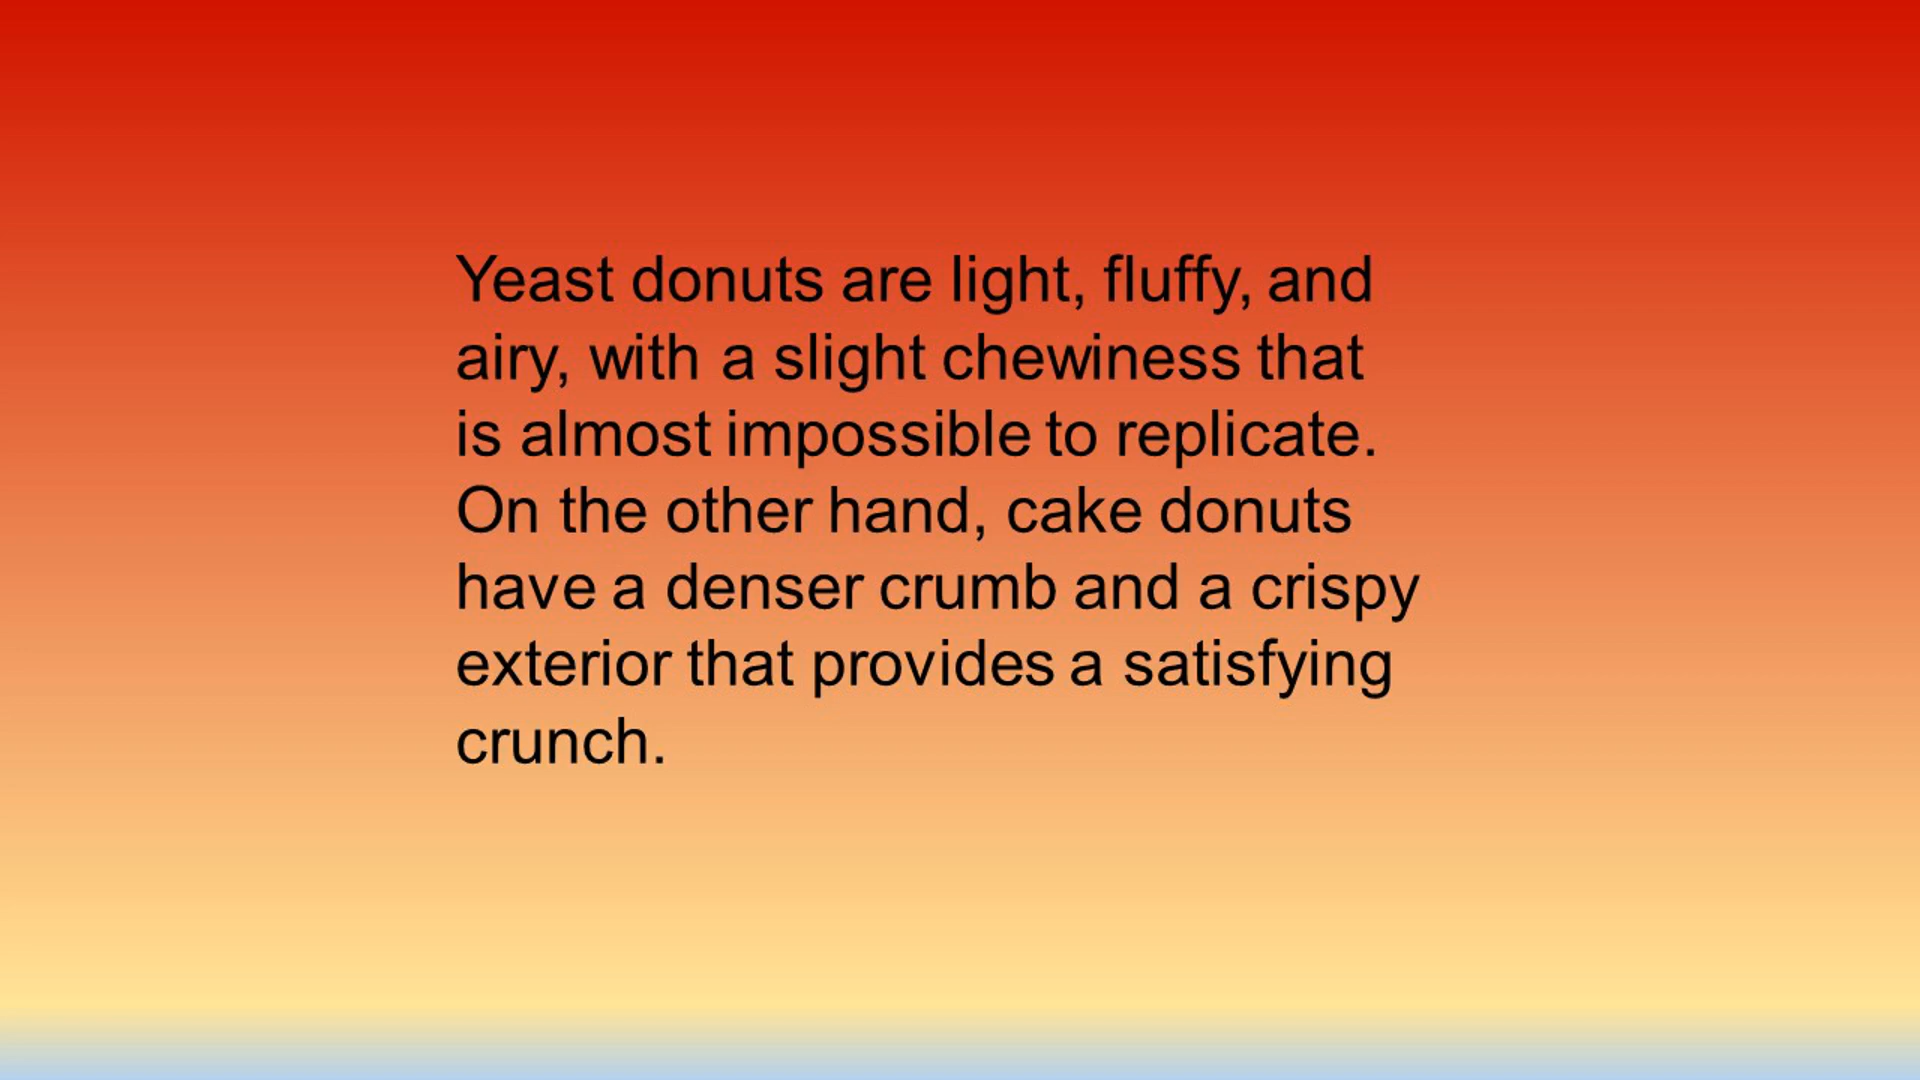 Yeast donuts are light, fluffy, and
airy, with a slight chewiness that
is almost impossible to replicate.
On the other hand, cake donuts
have a denser crumb and a crispy
exterior that provides a satisfying
crunch.